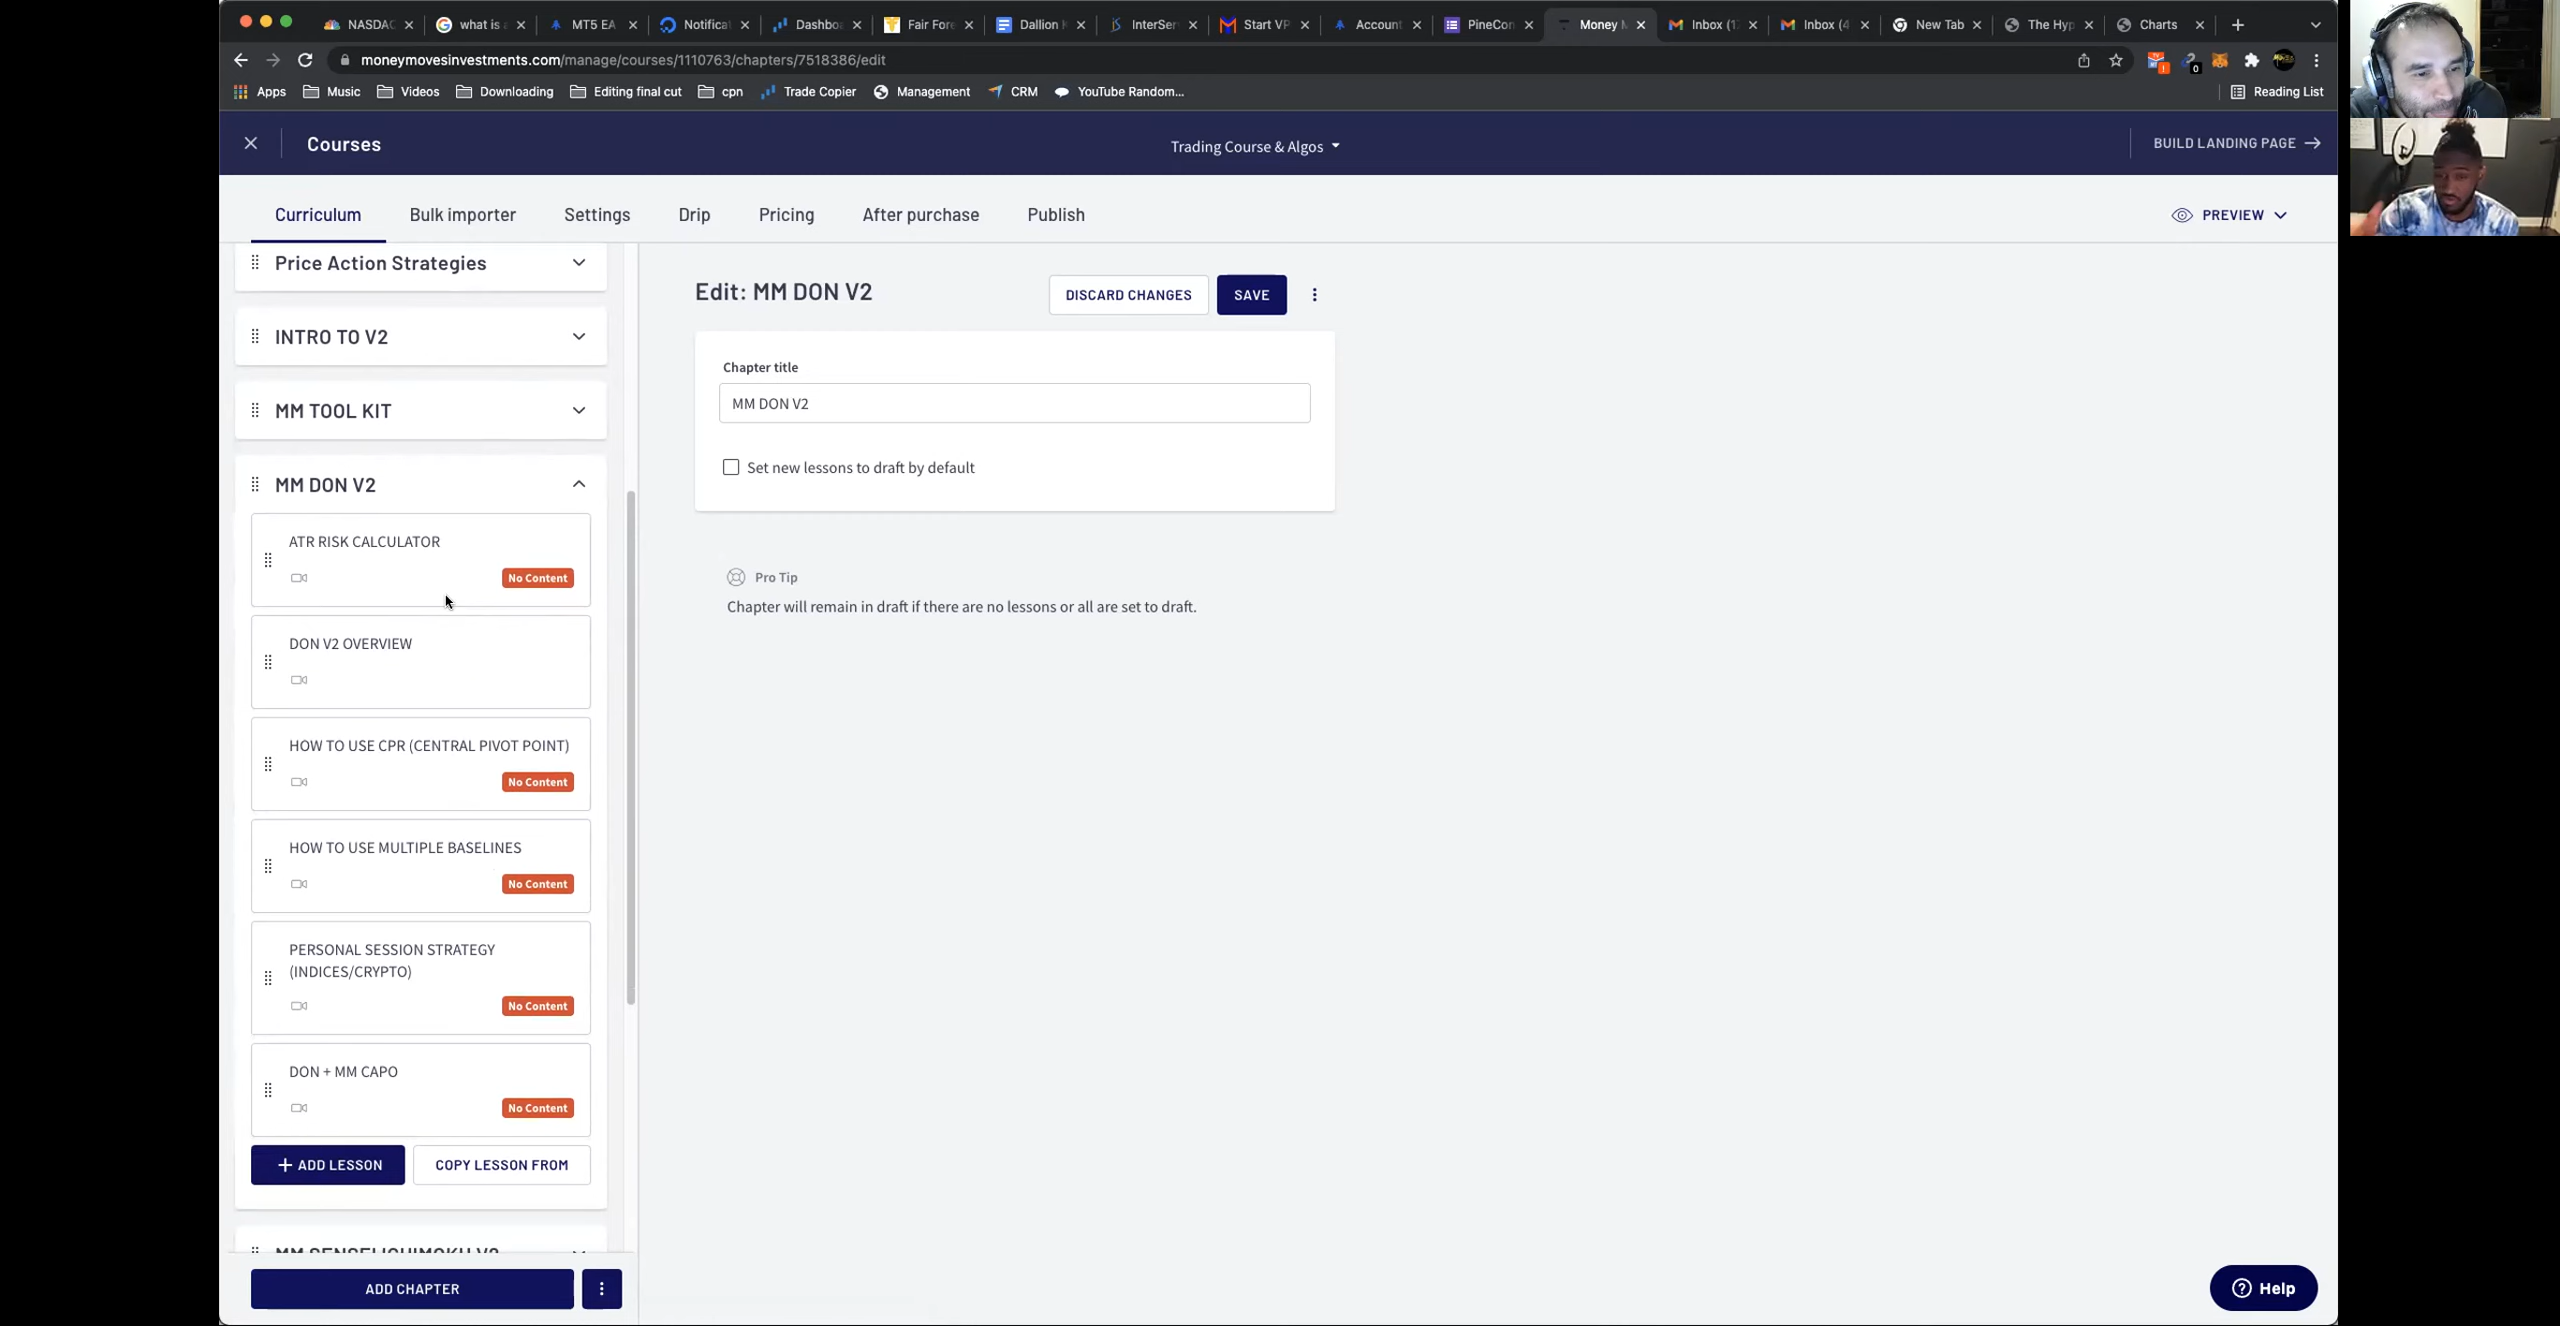 NASDAC
what is a
MT5 EA
Notificat
Dashbo
Fair Fore
Dallion
InterSer
Start VP
Account
PineCon
Money M
Inbox (1
Inbox (4
New Tab
The Hyp
Charts
moneymovesinvestments.com/manage/courses/1110763/chapters/7518386/edit
Apps
Music
Videos
Downloading
Editing final cut
cpn
Trade Copier
Management
CRM
YouTube Random...
Reading List
Courses
Trading Course & Algos
BUILD LANDING PAGE
Curriculum
Bulk importer
Settings
Drip
Pricing
After purchase
Publish
PREVIEW
Price Action Strategies
INTRO TO V2
MM TOOL KIT
MM DON V2
ATR RISK CALCULATOR
No Content
DON V2 OVERVIEW
HOW TO USE CPR (CENTRAL PIVOT POINT)
No Content
HOW TO USE MULTIPLE BASELINES
No Content
PERSONAL SESSION STRATEGY
(INDICES/CRYPTO)
No Content
DON + MM CAPO
No Content
+ ADD LESSON
COPY LESSON FROM
ADD CHAPTER
Edit: MM DON V2
DISCARD CHANGES
SAVE
Chapter title
MM DON V2
Set new lessons to draft by default
Pro Tip
Chapter will remain in draft if there are no lessons or all are set to draft.
Help